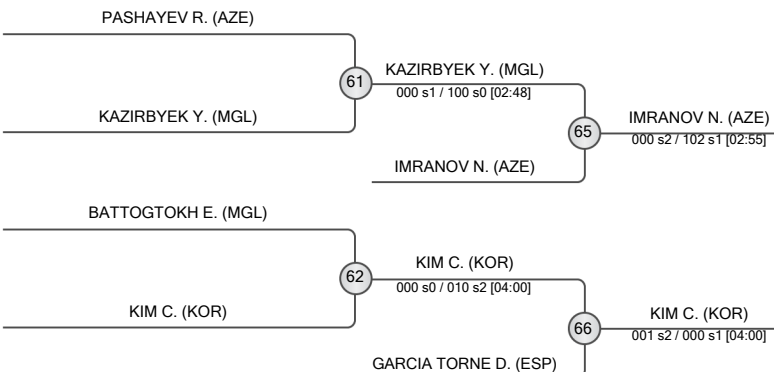 PASHAYEV R. (AZE)
61
KAZIRBYEK Y. (MGL)
000 s1 / 100 s0 [02:48]
KAZIRBYEK Y. (MGL)
65
IMRANOV N. (AZE)
000 s2 / 102 s1 [02:55]
IMRANOV N. (AZE)
BATTOGTOKH E. (MGL)
62
KIM C. (KOR)
000 s0 / 010 s2 [04:00]
KIM C. (KOR)
66
KIM C. (KOR)
001 s2 / 000 s1 [04:00]
GARCIA TORNE D. (ESP)